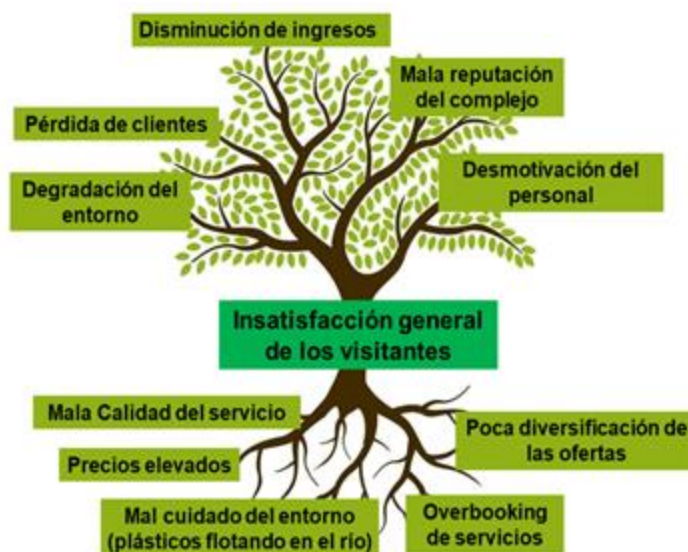 Disminución de ingresos
Mala reputación
del complejo
Pérdida de clientes
Desmotivación del
personal
Degradación del
entorno
Insatisfacción general
de los visitantes
Mala Calidad del servicio
Poca diversificación de
las ofertas
Precios elevados
Mal cuidado del entorno
(plásticos flotando en el río)
Overbooking
de servicios